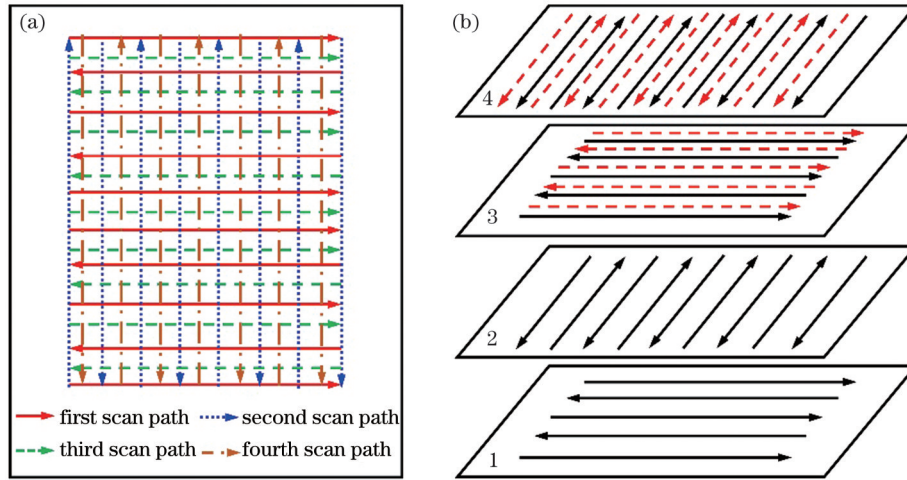 (a)
first scan path
second scan path
third scan path
fourth scan path
(b)
4
3
2
1